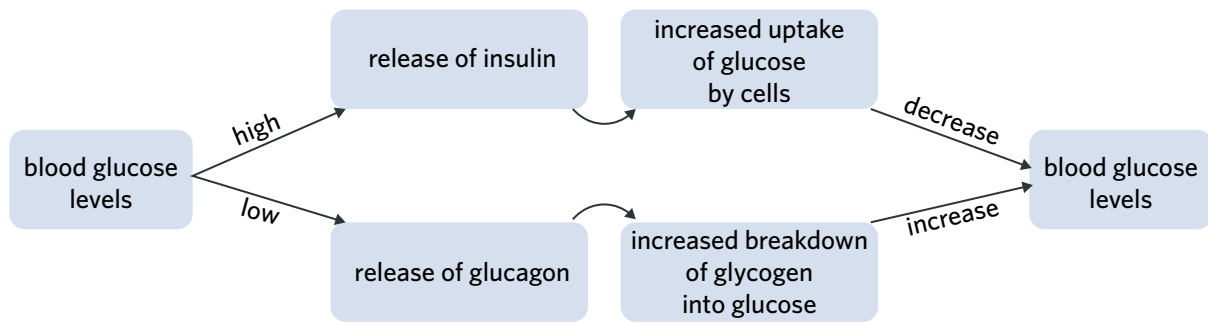 blood glucose
levels
high
low
release of insulin
increased uptake
of glucose
by cells
release of glucagon
increased breakdown
of glycogen
into glucose
decrease
increase
blood glucose
levels